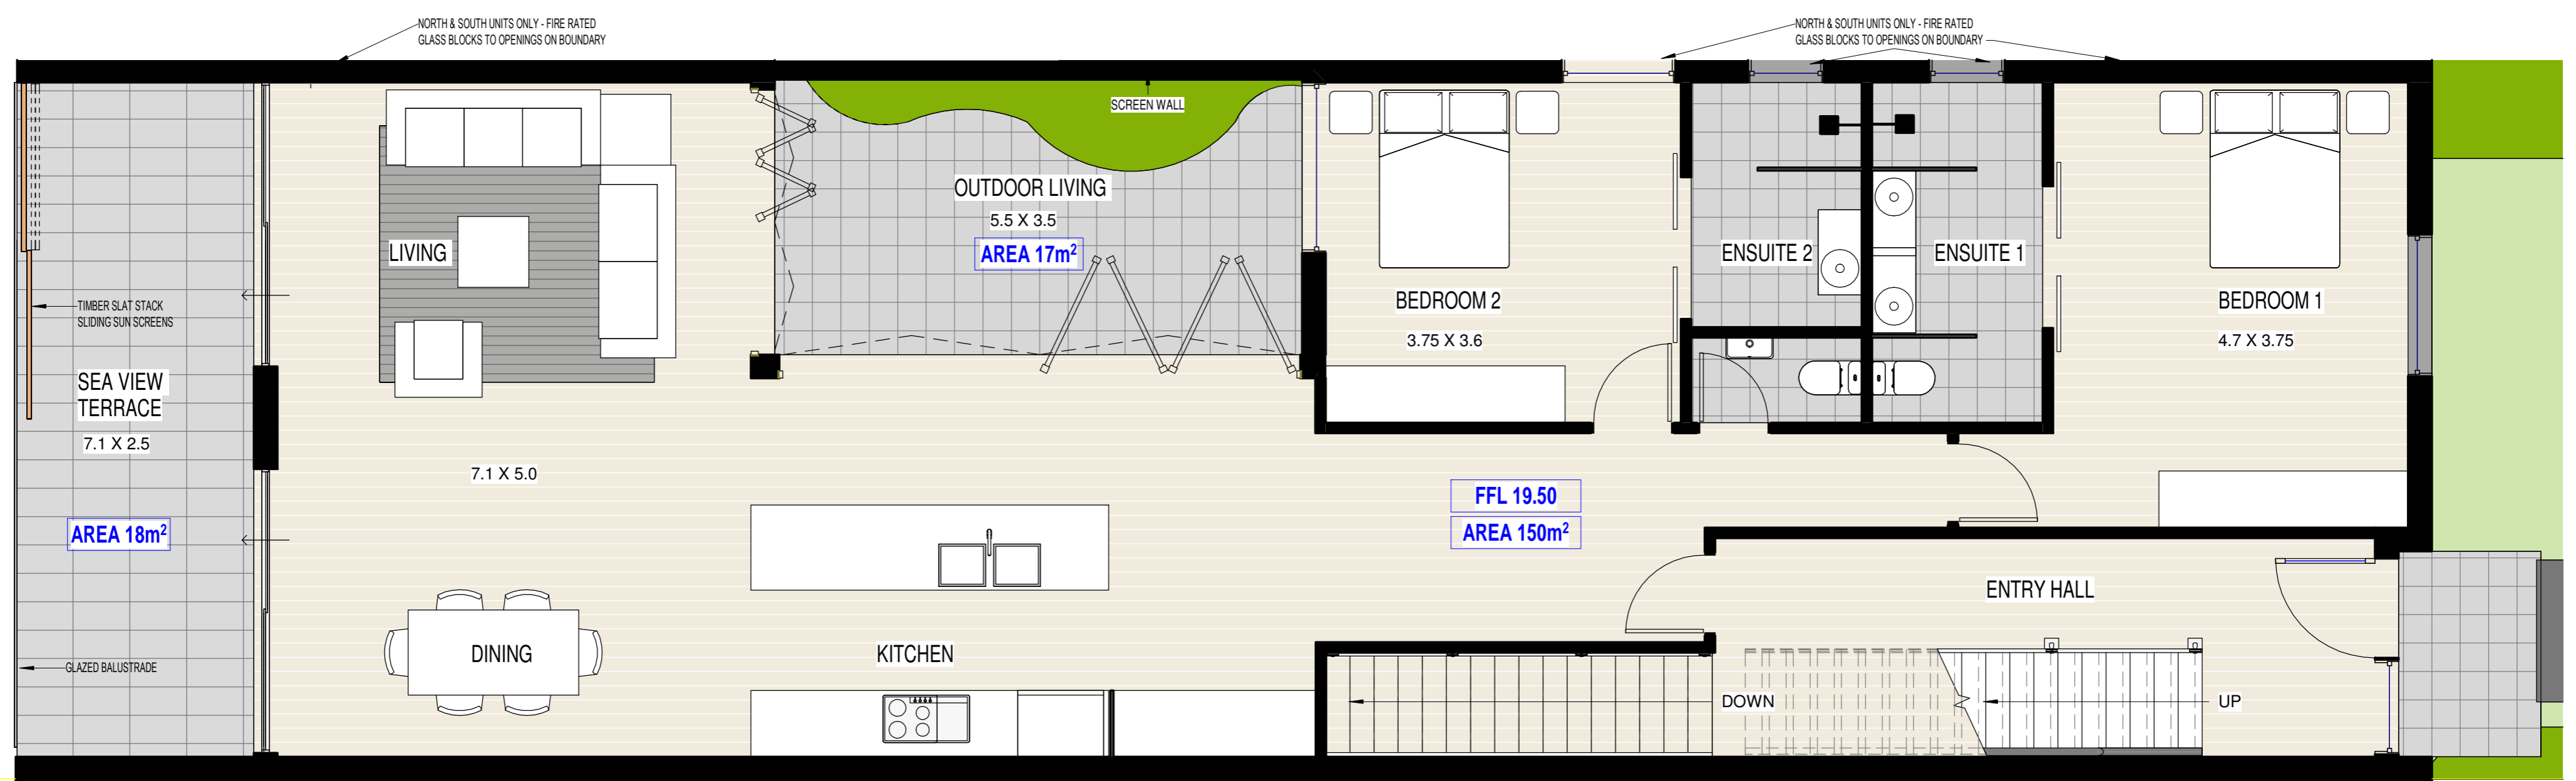 NORTH & SOUTH UNITS ONLY - FIRE RATED
GLASS BLOCKS TO OPENINGS ON BOUNDARY
NORTH & SOUTH UNITS ONLY - FIRE RATED
GLASS BLOCKS TO OPENINGS ON BOUNDARY
SCREEN WALL
OUTDOOR LIVING
5.5 X 3.5
AREA 17m²
LIVING
ENSUITE 2
ENSUITE 1
BEDROOM 2
3.75 X 3.6
BEDROOM 1
4.7 X 3.75
TIMBER SLAT STACK
SLIDING SUN SCREENS
SEA VIEW
TERRACE
7.1 X 2.5
AREA 18m²
7.1 X 5.0
FFL 19.50
AREA 150m²
ENTRY HALL
DINING
KITCHEN
GLAZED BALUSTRADE
DOWN
UP